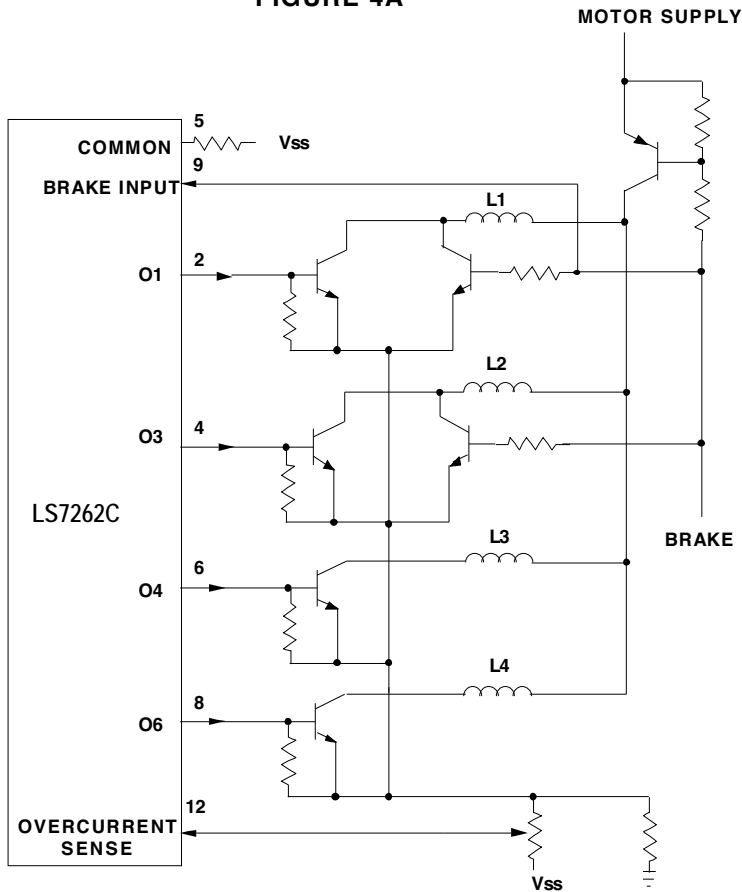 FIGURE 4A
MOTOR SUPPLY
5
COMMON
Vss
9
BRAKE INPUT
L1
O1
2
L2
O3
4
LS7262C
BRAKE
L3
6
O4
L4
8
O6
12
OVERCURRENT
SENSE
Vss